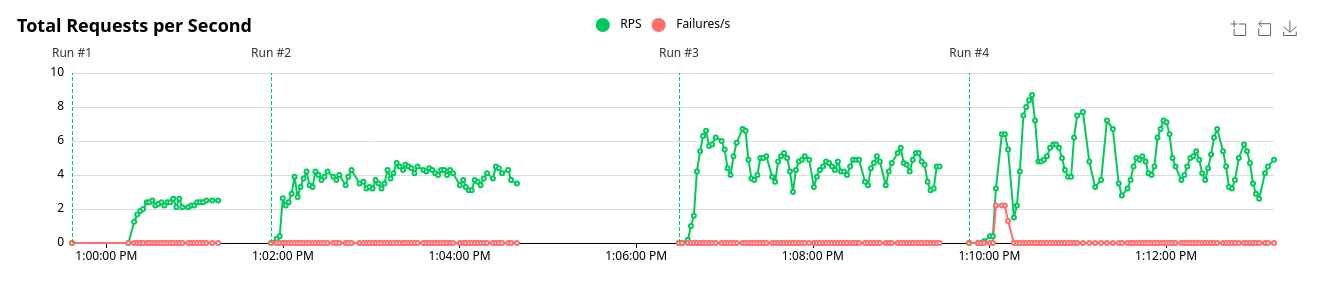 Total Requests per Second
RPS
Failures/s
Run #1
Run #2
Run #3
Run #4
10
8
6
4
2
0
1:00:00 PM
1:02:00 PM
1:04:00 PM
1:06:00 PM
1:08:00 PM
1:10:00 PM
1:12:00 PM